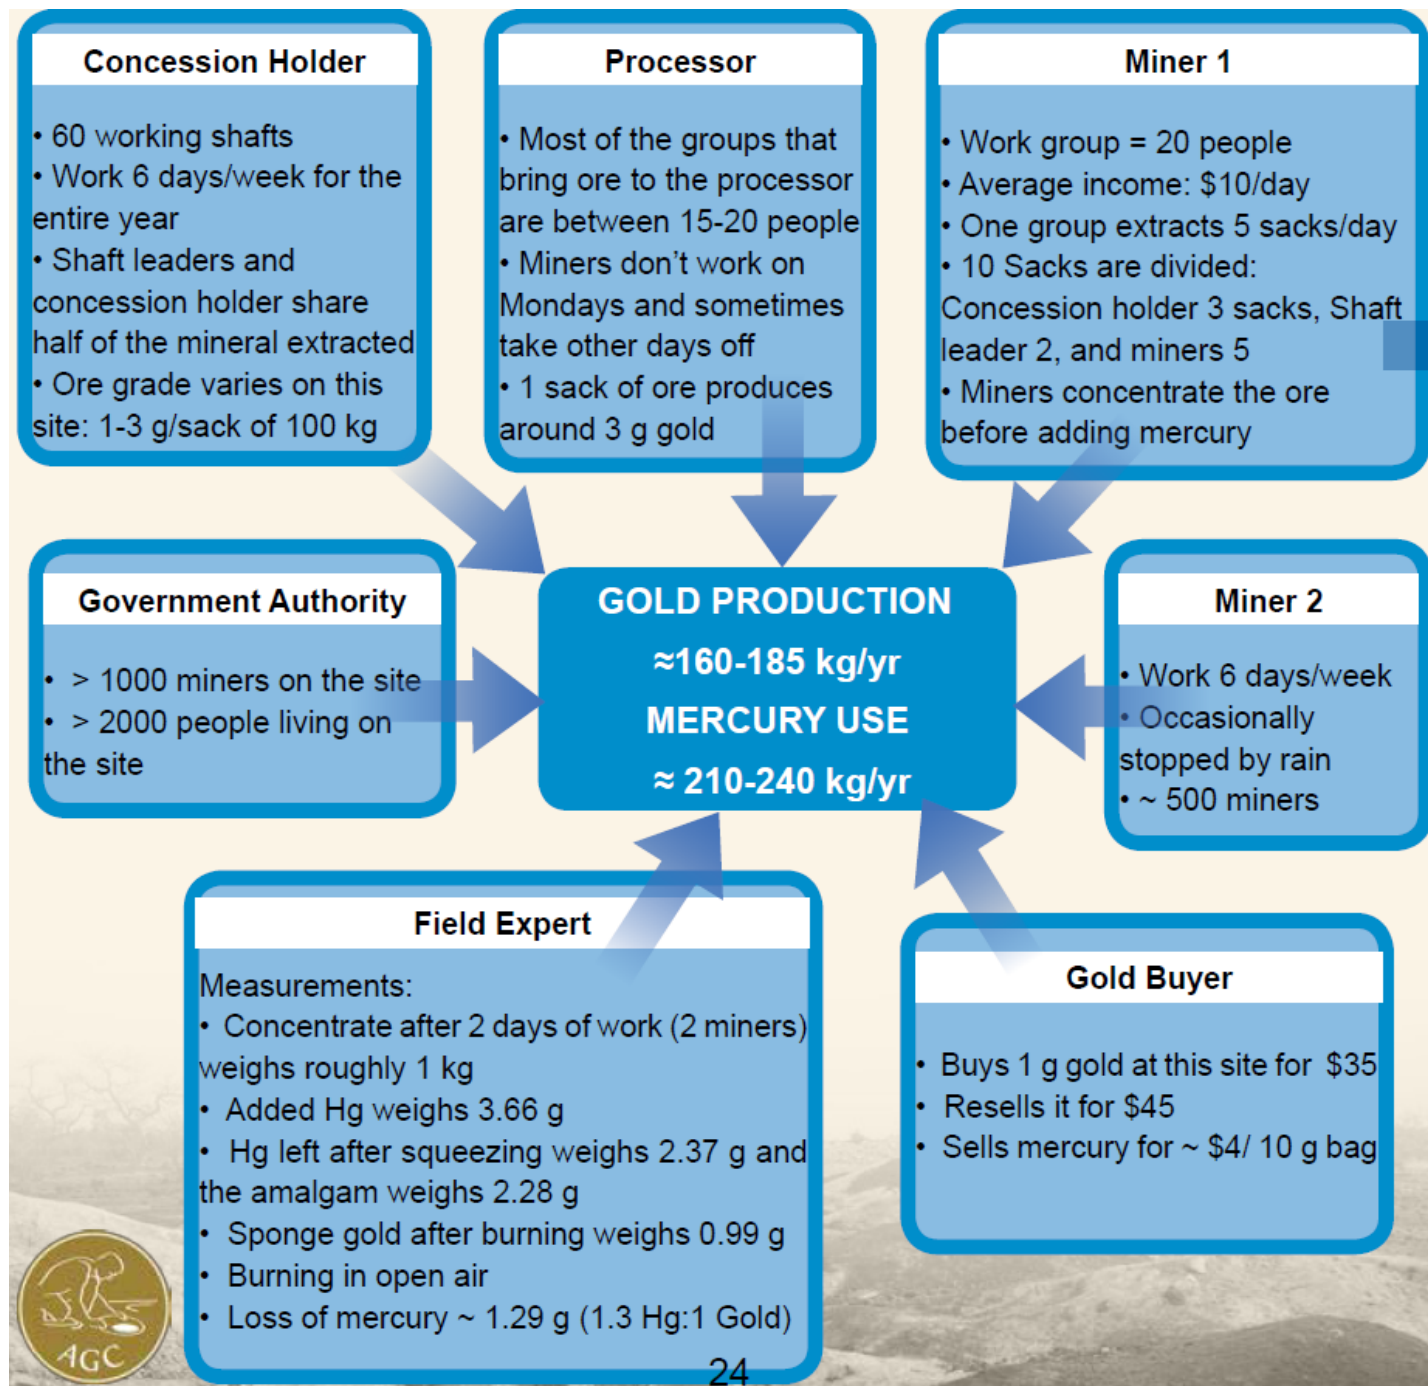 Concession Holder
• 60 working shafts
• Work 6 days/week for the
entire year
• Shaft leaders and
concession holder share
half of the mineral extracted
• Ore grade varies on this
site: 1-3 g/sack of 100 kg
Processor
• Most of the groups that
bring ore to the processor
are between 15-20 people
• Miners don’t work on
Mondays and sometimes
take other days off
• 1 sack of ore produces
around 3 g gold
Miner 1
• Work group = 20 people
• Average income: $10/day
• One group extracts 5 sacks/day
• 10 Sacks are divided:
Concession holder 3 sacks, Shaft
leader 2, and miners 5
• Miners concentrate the ore
before adding mercury
Government Authority
• > 1000 miners on the site
• > 2000 people living on
the site
GOLD PRODUCTION
≈160-185 kg/yr
MERCURY USE
≈ 210-240 kg/yr
Miner 2
• Work 6 days/week
• Occasionally
stopped by rain
• ~ 500 miners
Field Expert
Measurements:
• Concentrate after 2 days of work (2 miners)
weighs roughly 1 kg
• Added Hg weighs 3.66 g
• Hg left after squeezing weighs 2.37 g and
the amalgam weighs 2.28 g
• Sponge gold after burning weighs 0.99 g
• Burning in open air
• Loss of mercury ~ 1.29 g (1.3 Hg:1 Gold)
Gold Buyer
• Buys 1 g gold at this site for $35
• Resells it for $45
• Sells mercury for ~ $4/ 10 g bag
AGC
24